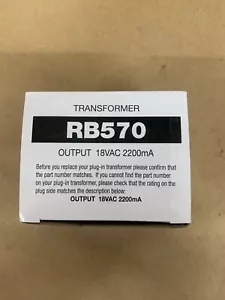 TRANSFORMER
RB570
OUTPUT 18VAC 2200mA
Before you replace your plug-in transformer please confirm that
the part number matches. If you cannot find the part number
on your plug-in transformer, please check that the rating on the
plug side matches the description below:
OUTPUT 18VAC 2200mA